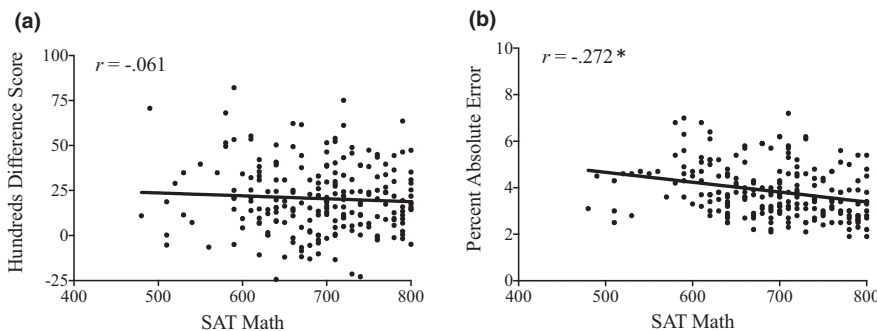 (a)
r = -.061
Hundreds Difference Score
100
75
50
25
0
-25
400
500
600
700
800
SAT Math
(b)
r = -.272*
Percent Absolute Error
10
8
6
4
2
0
400
500
600
700
800
SAT Math